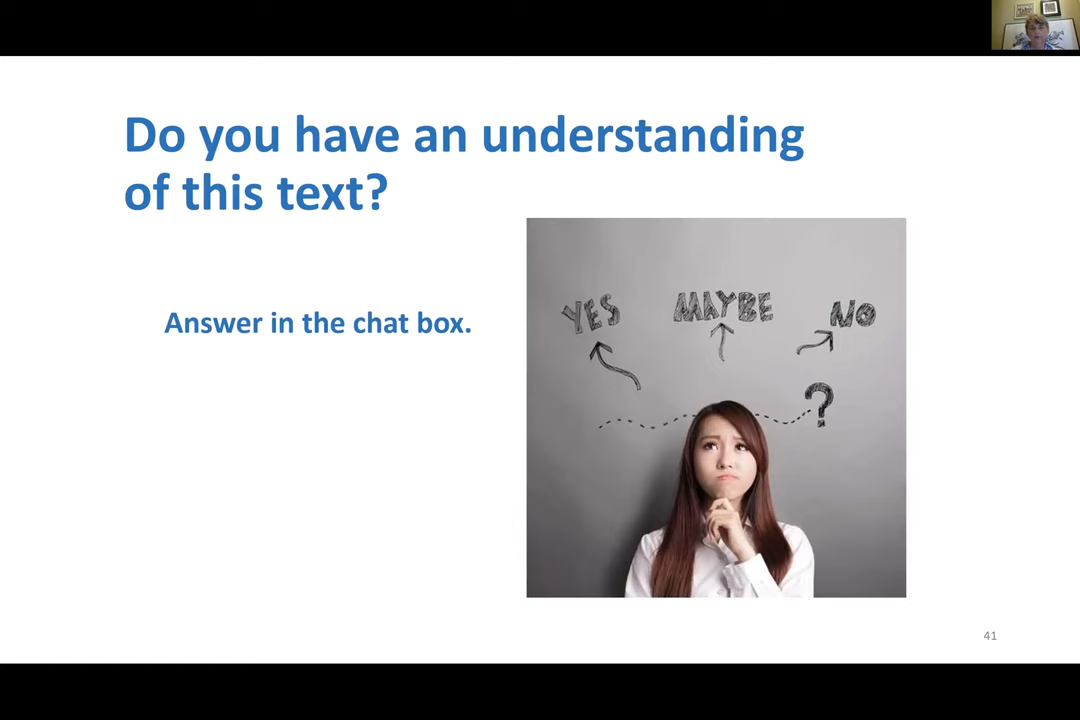 Do you have an understanding
of this text?
Answer in the chat box.
YES MAYBE NO
?
41